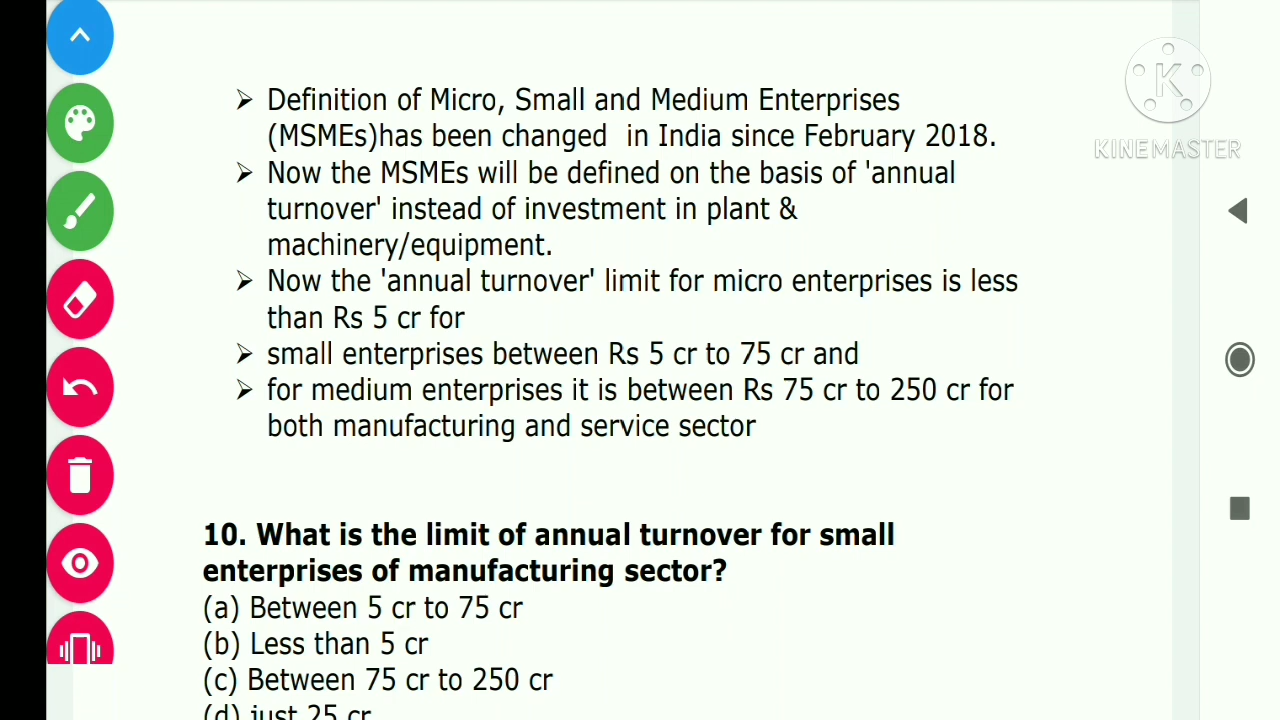 Definition of Micro, Small and Medium Enterprises
(MSMEs)has been changed in India since February 2018.
Now the MSMEs will be defined on the basis of 'annual
turnover' instead of investment in plant &
machinery/equipment.
Now the 'annual turnover' limit for micro enterprises is less
than Rs 5 cr for
small enterprises between Rs 5 cr to 75 cr and
for medium enterprises it is between Rs 75 cr to 250 cr for
both manufacturing and service sector
10. What is the limit of annual turnover for small
enterprises of manufacturing sector?
(a) Between 5 cr to 75 cr
(b) Less than 5 cr
(c) Between 75 cr to 250 cr
(d) just 25 cr
K
KINEMASTER